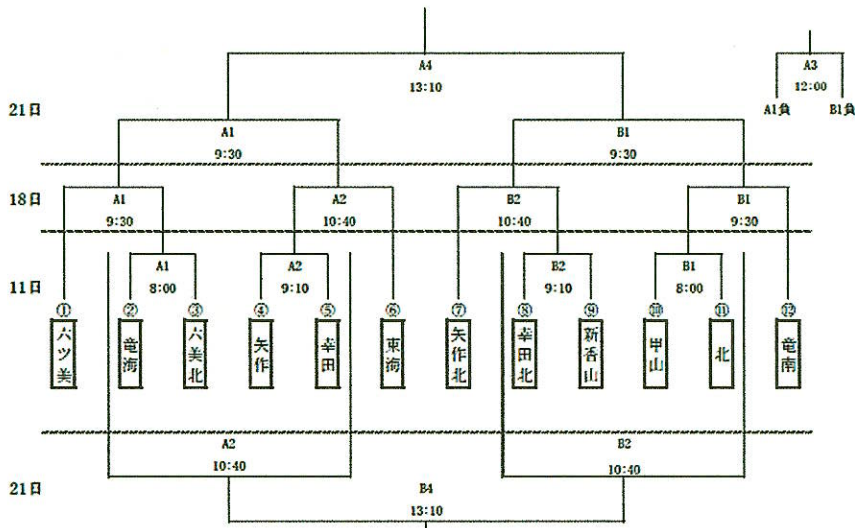 A4
13:10
A3
12:00
A1負 B1負
21日
A1
9:30
B1
9:30
18日
A1
9:30
A2
10:40
B2
10:40
B1
9:30
11日
A1
8:00
A2
9:10
B2
9:10
B1
8:00
① ② ③ ④ ⑤ ⑥ ⑦ ⑧ ⑨ ⑩ ⑪ ⑫
六ツ美
竜海
六美北
矢作
幸田
東海
矢作北
幸田北
新香山
甲山
北
竜南
A2
10:40
B2
10:40
21日
B4
13:10